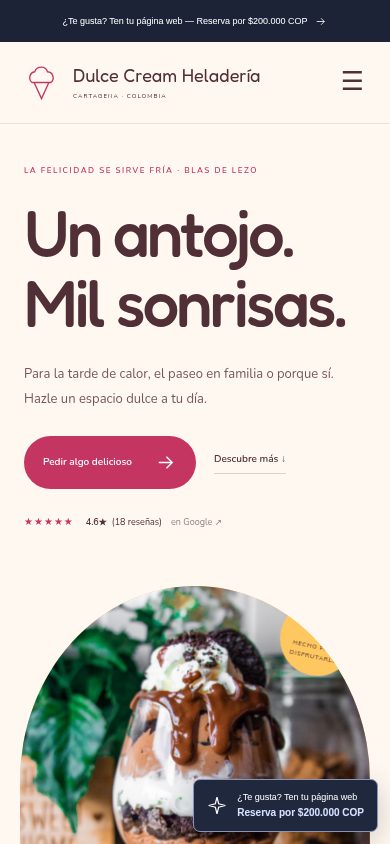 ¿Te gusta? Ten tu página web — Reserva por $200.000 COP →
Dulce Cream Heladería
CARTAGENA · COLOMBIA
LA FELICIDAD SE SIRVE FRÍA · BLAS DE LEZO
Un antojo.
Mil sonrisas.
Para la tarde de calor, el paseo en familia o porque sí.
Hazle un espacio dulce a tu día.
Pedir algo delicioso →
Descubre más ↓
★★★★★ 4.6★ (18 reseñas) en Google ↗
HECHO
¿Te gusta? Ten tu página web
Reserva por $200.000 COP